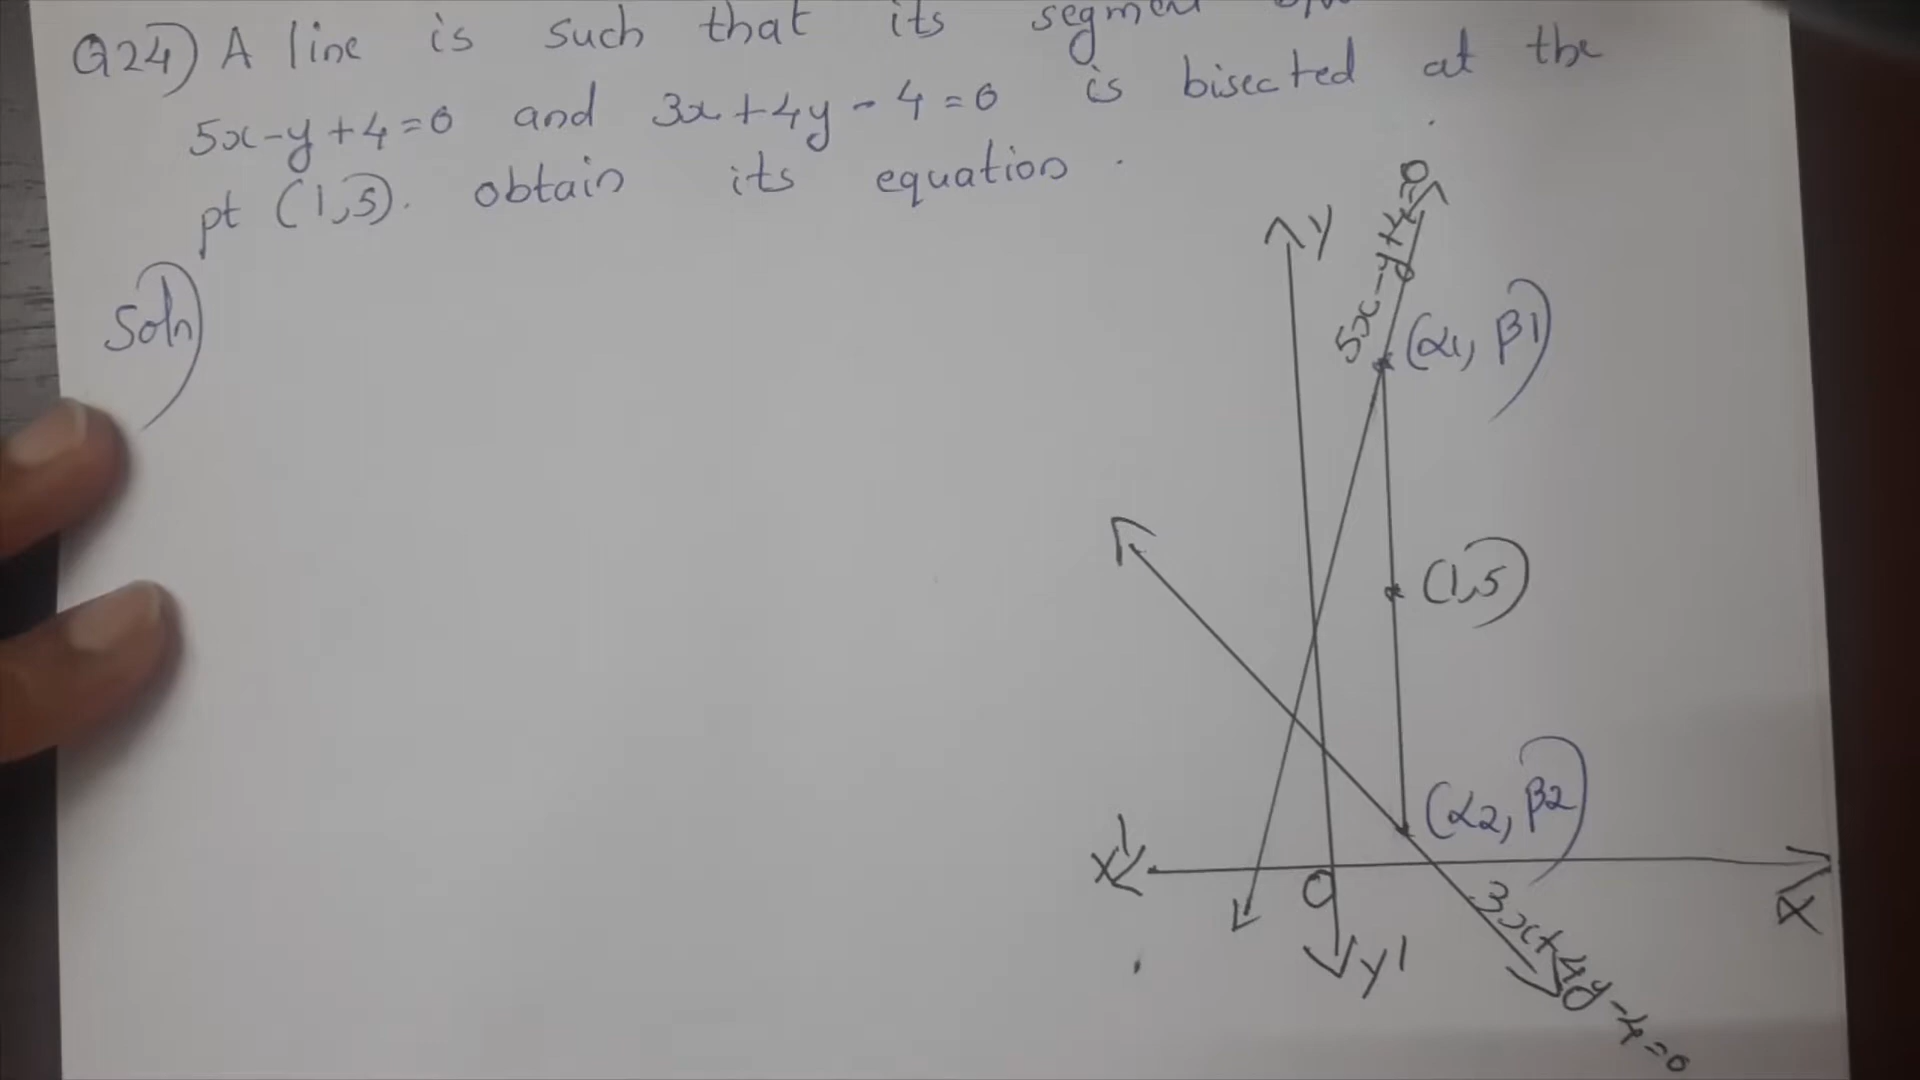 Q24) A line is such that its
5x-y+4=0 and 3x+4y-4=0 is bisected at the
pt (1,5). obtain its equation.
Soln)
Y
5x-y+4=0
(α1, β1)
(1,5)
(α2, β2)
X'
O
X
Y'
3x+4y-4=0